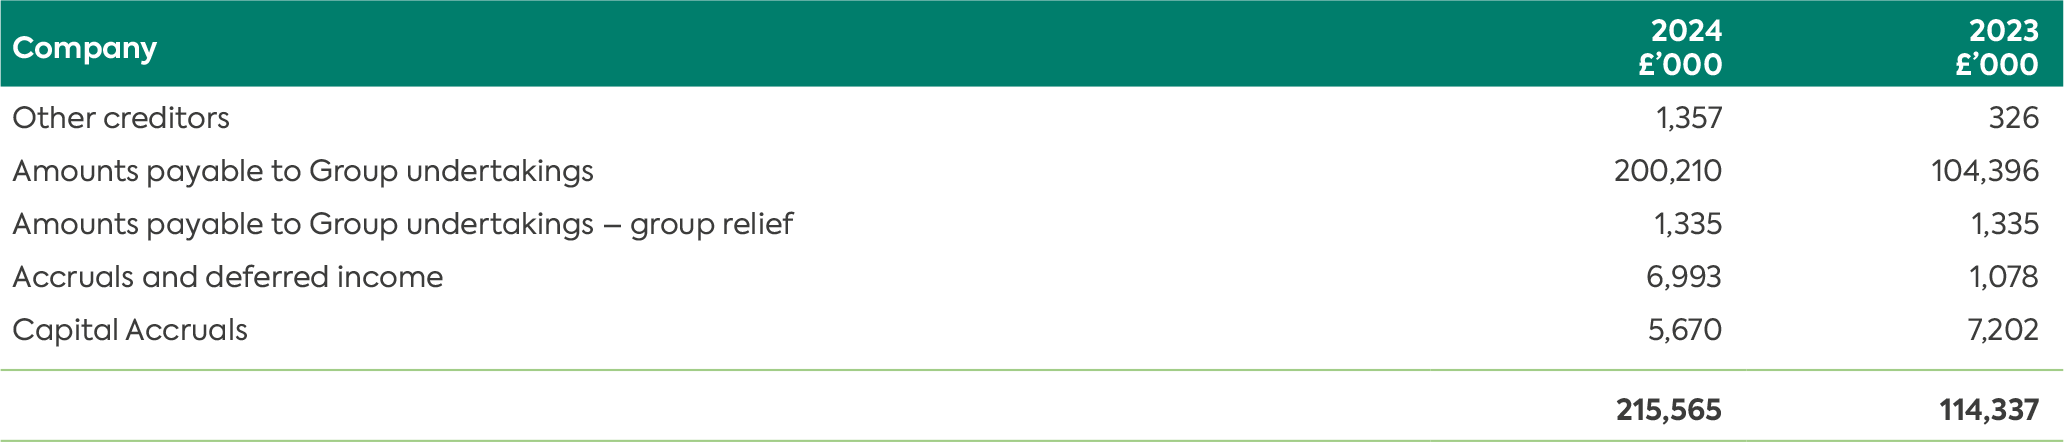 Company 2024 2023
£’000 £’000
Other creditors 1,357 326
Amounts payable to Group undertakings 200,210 104,396
Amounts payable to Group undertakings – group relief 1,335 1,335
Accruals and deferred income 6,993 1,078
Capital Accruals 5,670 7,202
215,565 114,337